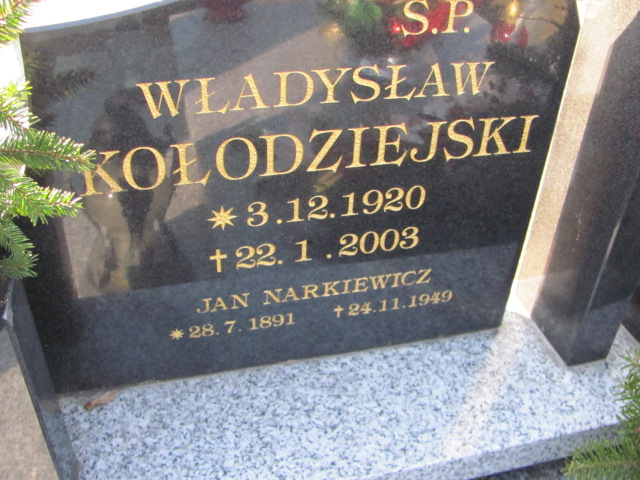 Ś.P.
WŁADYSŁAW
KOŁODZIEJSKI
* 3.12.1920
† 22.1.2003
JAN NARKIEWICZ
* 28.7.1891 † 24.11.1949